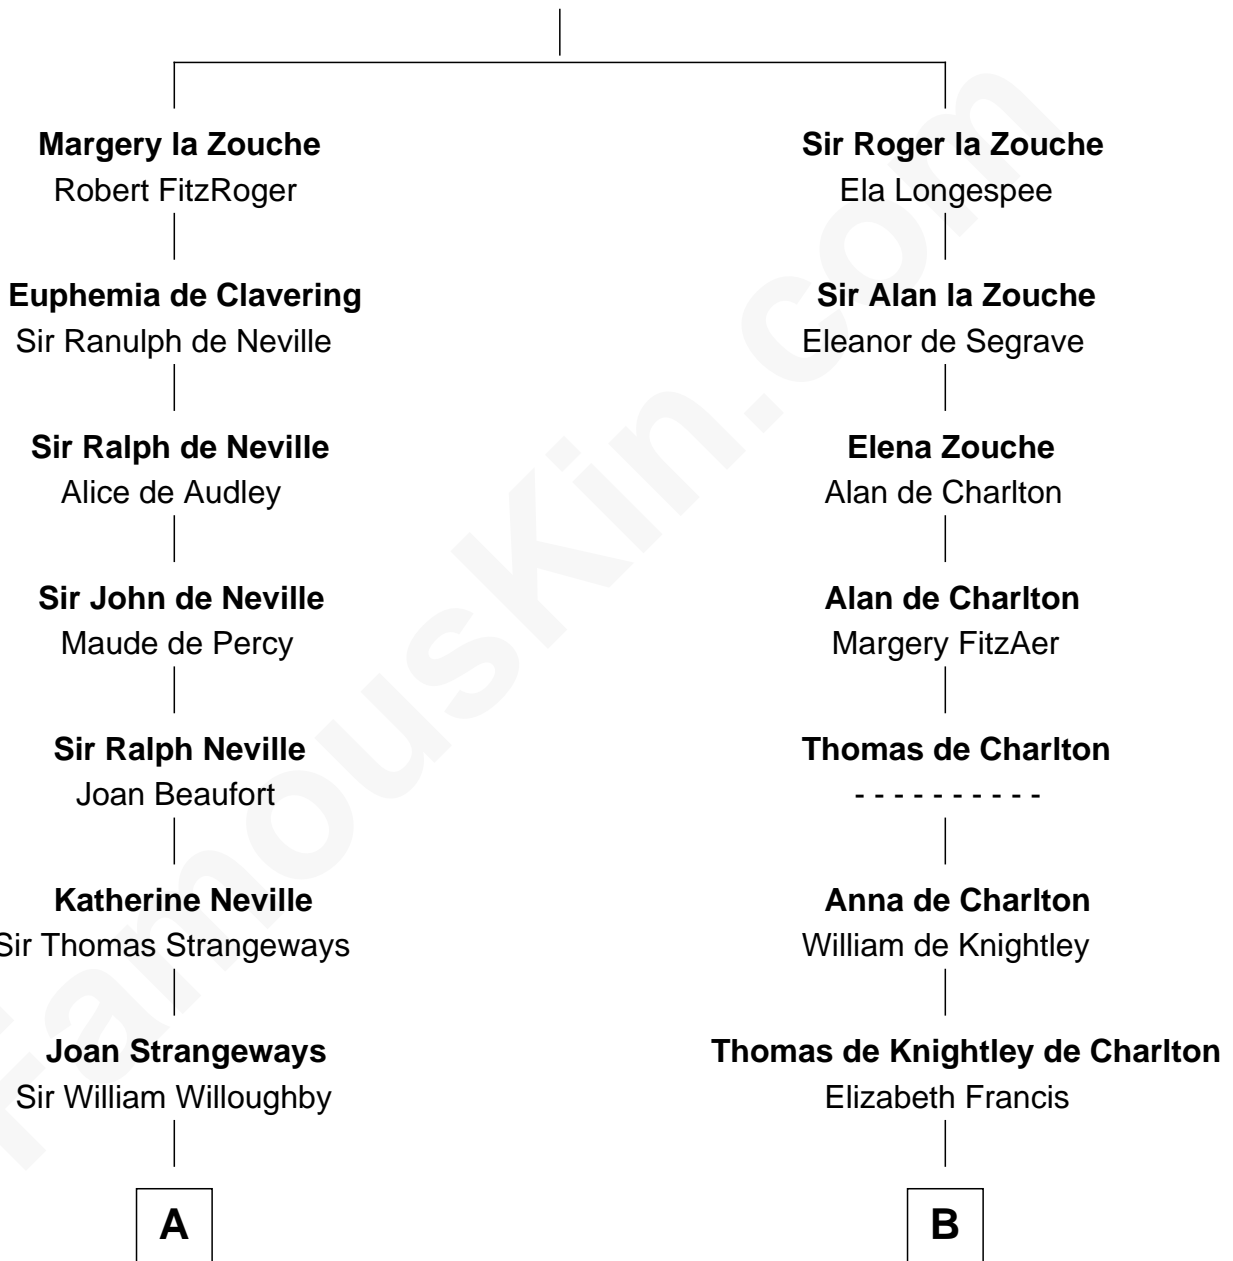 Margery la Zouche
Robert FitzRoger
Euphemia de Clavering
Sir Ranulph de Neville
Sir Ralph de Neville
Alice de Audley
Sir John de Neville
Maude de Percy
Sir Ralph Neville
Joan Beaufort
Katherine Neville
Sir Thomas Strangeways
Joan Strangeways
Sir William Willoughby
A
Sir Roger la Zouche
Ela Longespee
Sir Alan la Zouche
Eleanor de Segrave
Elena Zouche
Alan de Charlton
Alan de Charlton
Margery FitzAer
Thomas de Charlton
- - - - - - - - - -
Anna de Charlton
William de Knightley
Thomas de Knightley de Charlton
Elizabeth Francis
B
FamousKin.com